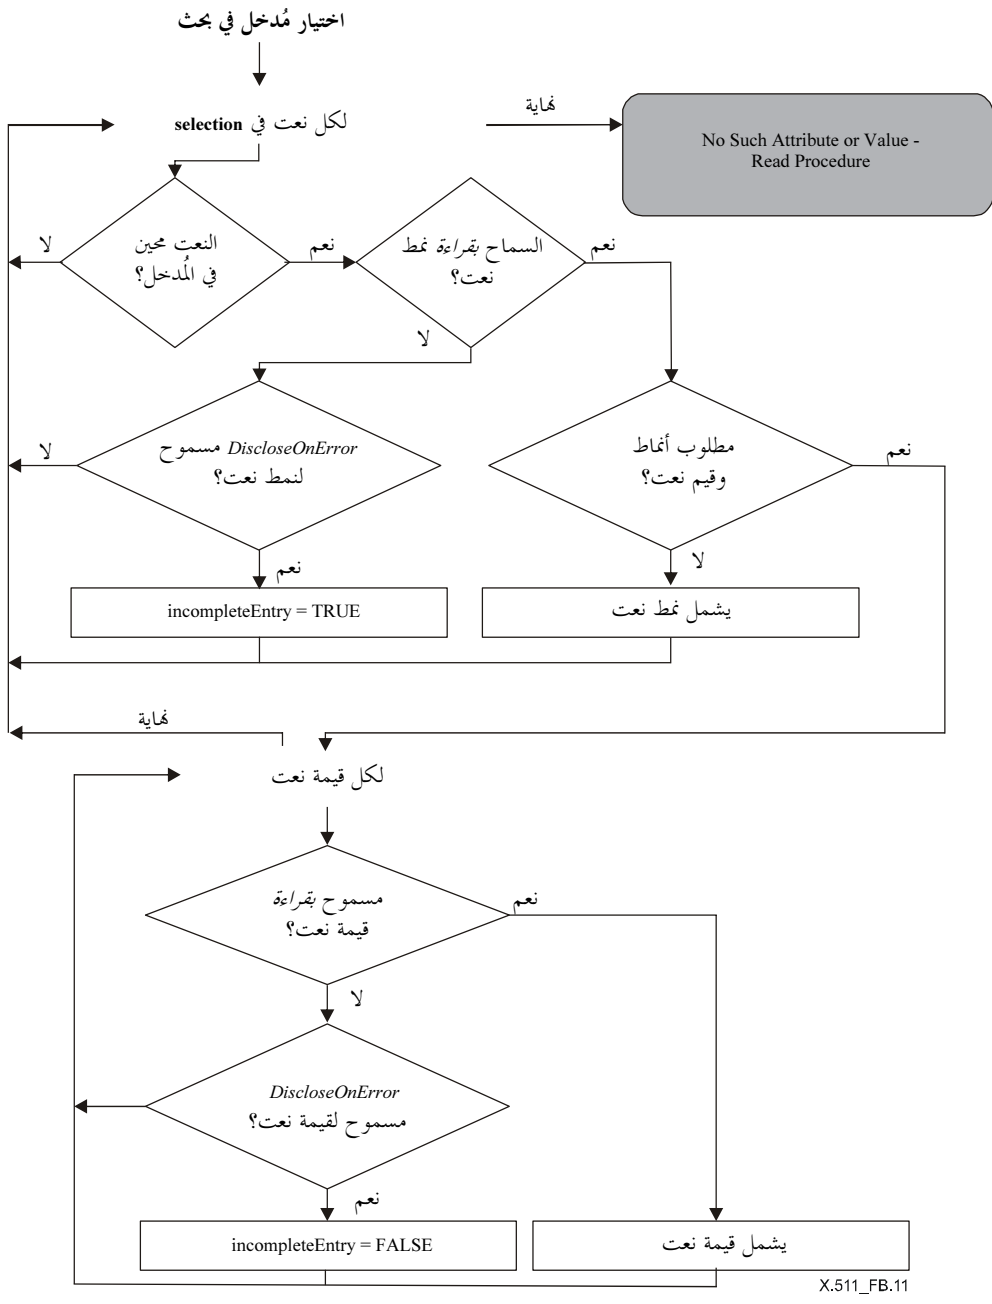 اختيار مُدخل في بحث
لكل نعت في selection
نهاية
No Such Attribute or Value -
Read Procedure
النعت محين
في المُدخل؟
لا
نعم
السماح بقراءة نمط
نعت؟
نعم
لا
DiscloseOnError مسموح
لنمط نعت؟
لا
نعم
مطلوب أنماط
وقيم نعت؟
نعم
لا
incompleteEntry = TRUE
يشمل نمط نعت
نهاية
لكل قيمة نعت
مسموح بقراءة
قيمة نعت؟
نعم
لا
DiscloseOnError
مسموح لقيمة نعت؟
نعم
incompleteEntry = FALSE
يشمل قيمة نعت
X.511_FB.11